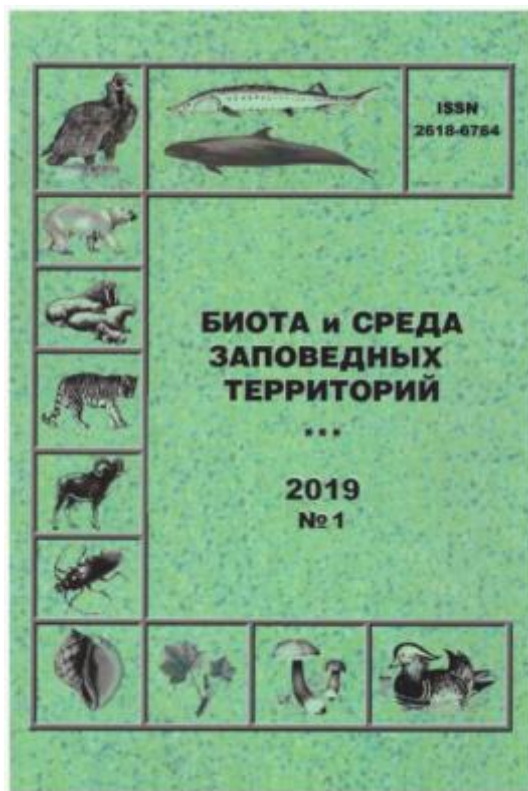 ISSN
2618-6764
БИОТА и СРЕДА
ЗАПОВЕДНЫХ
ТЕРРИТОРИЙ
***
2019
№ 1